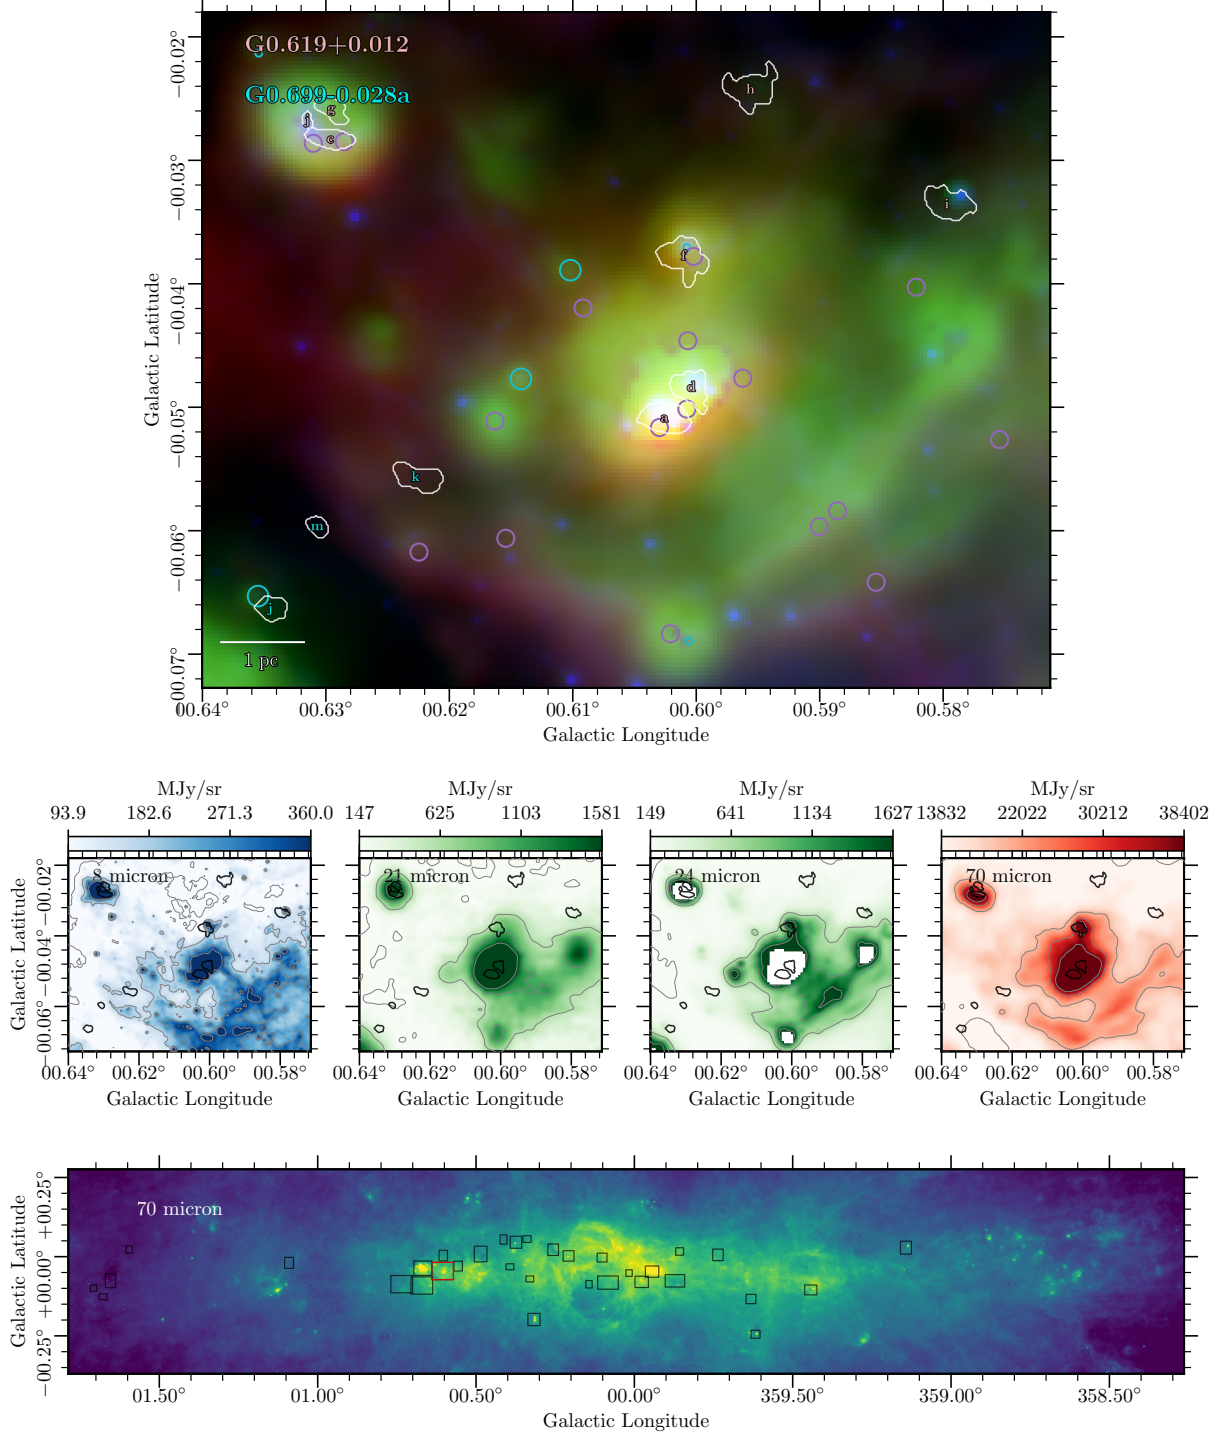 G0.619+0.012
G0.699-0.028a
g
j
c
h
i
f
d
a
k
m
j
1 pc
Galactic Latitude
−00.02°
−00.03°
−00.04°
−00.05°
−00.06°
−00.07°
00.64° 00.63° 00.62° 00.61° 00.60° 00.59° 00.58°
Galactic Longitude
MJy/sr MJy/sr MJy/sr MJy/sr
93.9 182.6 271.3 360.0 147 625 1103 1581 149 641 1134 1627 13832 22022 30212 38402
8 micron 21 micron 24 micron 70 micron
Galactic Latitude
−00.02°
−00.04°
−00.06°
00.64° 00.62° 00.60° 00.58° 00.64° 00.62° 00.60° 00.58° 00.64° 00.62° 00.60° 00.58° 00.64° 00.62° 00.60° 00.58°
Galactic Longitude Galactic Longitude Galactic Longitude Galactic Longitude
70 micron
Galactic Latitude
+00.25°
+00.00°
−00.25°
01.50° 01.00° 00.50° 00.00° 359.50° 359.00° 358.50°
Galactic Longitude